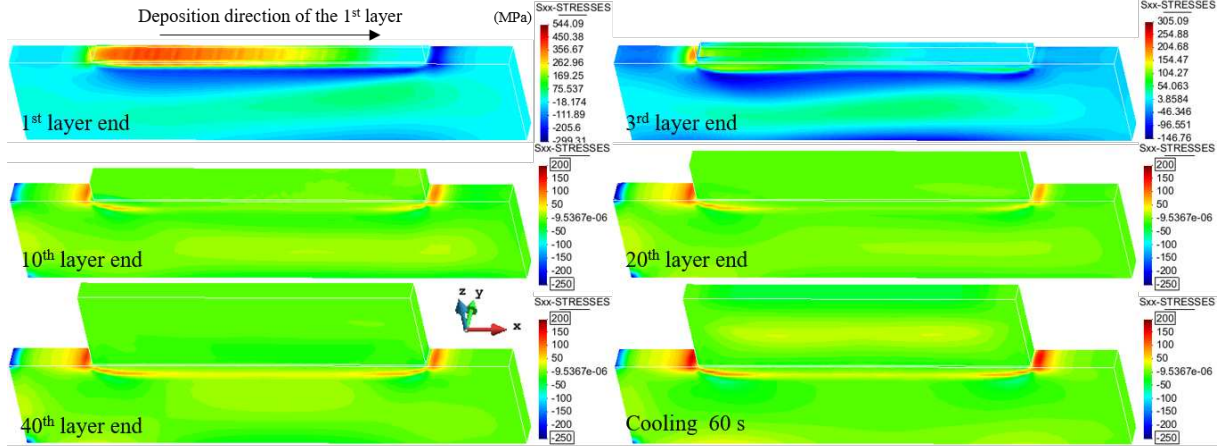 Deposition direction of the 1st layer
(MPa)
Sxx-STRESSES
544.09
450.38
356.67
262.96
169.25
75.537
-18.174
-111.89
-205.6
-299.31
1st layer end
Sxx-STRESSES
305.09
254.88
204.68
154.47
104.27
54.063
3.8584
-46.346
-96.551
-146.76
3rd layer end
Sxx-STRESSES
200
150
100
50
-9.5367e-06
-50
-100
-150
-200
-250
10th layer end
Sxx-STRESSES
200
150
100
50
-9.5367e-06
-50
-100
-150
-200
-250
20th layer end
z y
x
Sxx-STRESSES
200
150
100
50
-9.5367e-06
-50
-100
-150
-200
-250
40th layer end
Sxx-STRESSES
200
150
100
50
-9.5367e-06
-50
-100
-150
-200
-250
Cooling 60 s